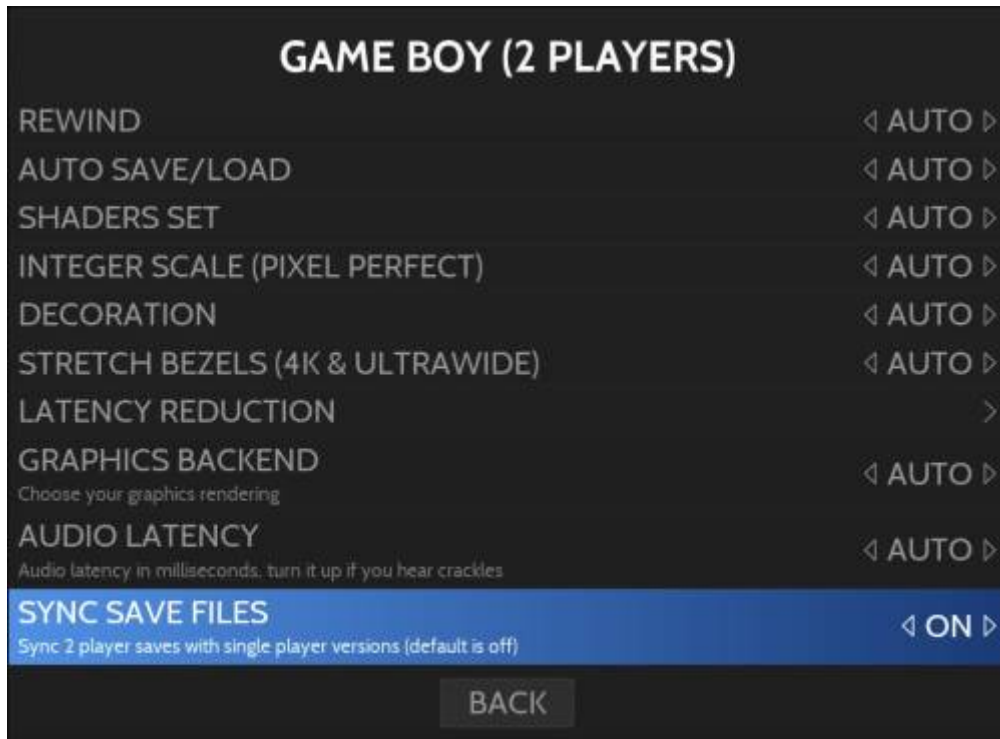 GAME BOY (2 PLAYERS)
REWIND AUTO
AUTO SAVE/LOAD AUTO
SHADERS SET AUTO
INTEGER SCALE (PIXEL PERFECT) AUTO
DECORATION AUTO
STRETCH BEZELS (4K & ULTRAWIDE) AUTO
LATENCY REDUCTION
GRAPHICS BACKEND AUTO
Choose your graphics rendering
AUDIO LATENCY AUTO
Audio latency in milliseconds. turn it up if you hear crackles
SYNC SAVE FILES ON
Sync 2 player saves with single player versions (default is off)
BACK